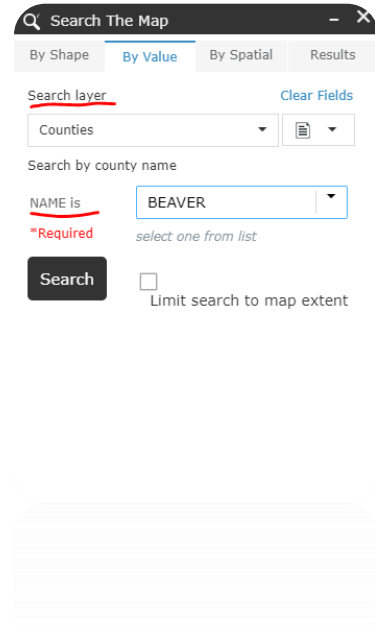 Search The Map
By Shape By Value By Spatial Results
Search layer Clear Fields
Counties
Search by county name
NAME is BEAVER
*Required select one from list
Search
Limit search to map extent